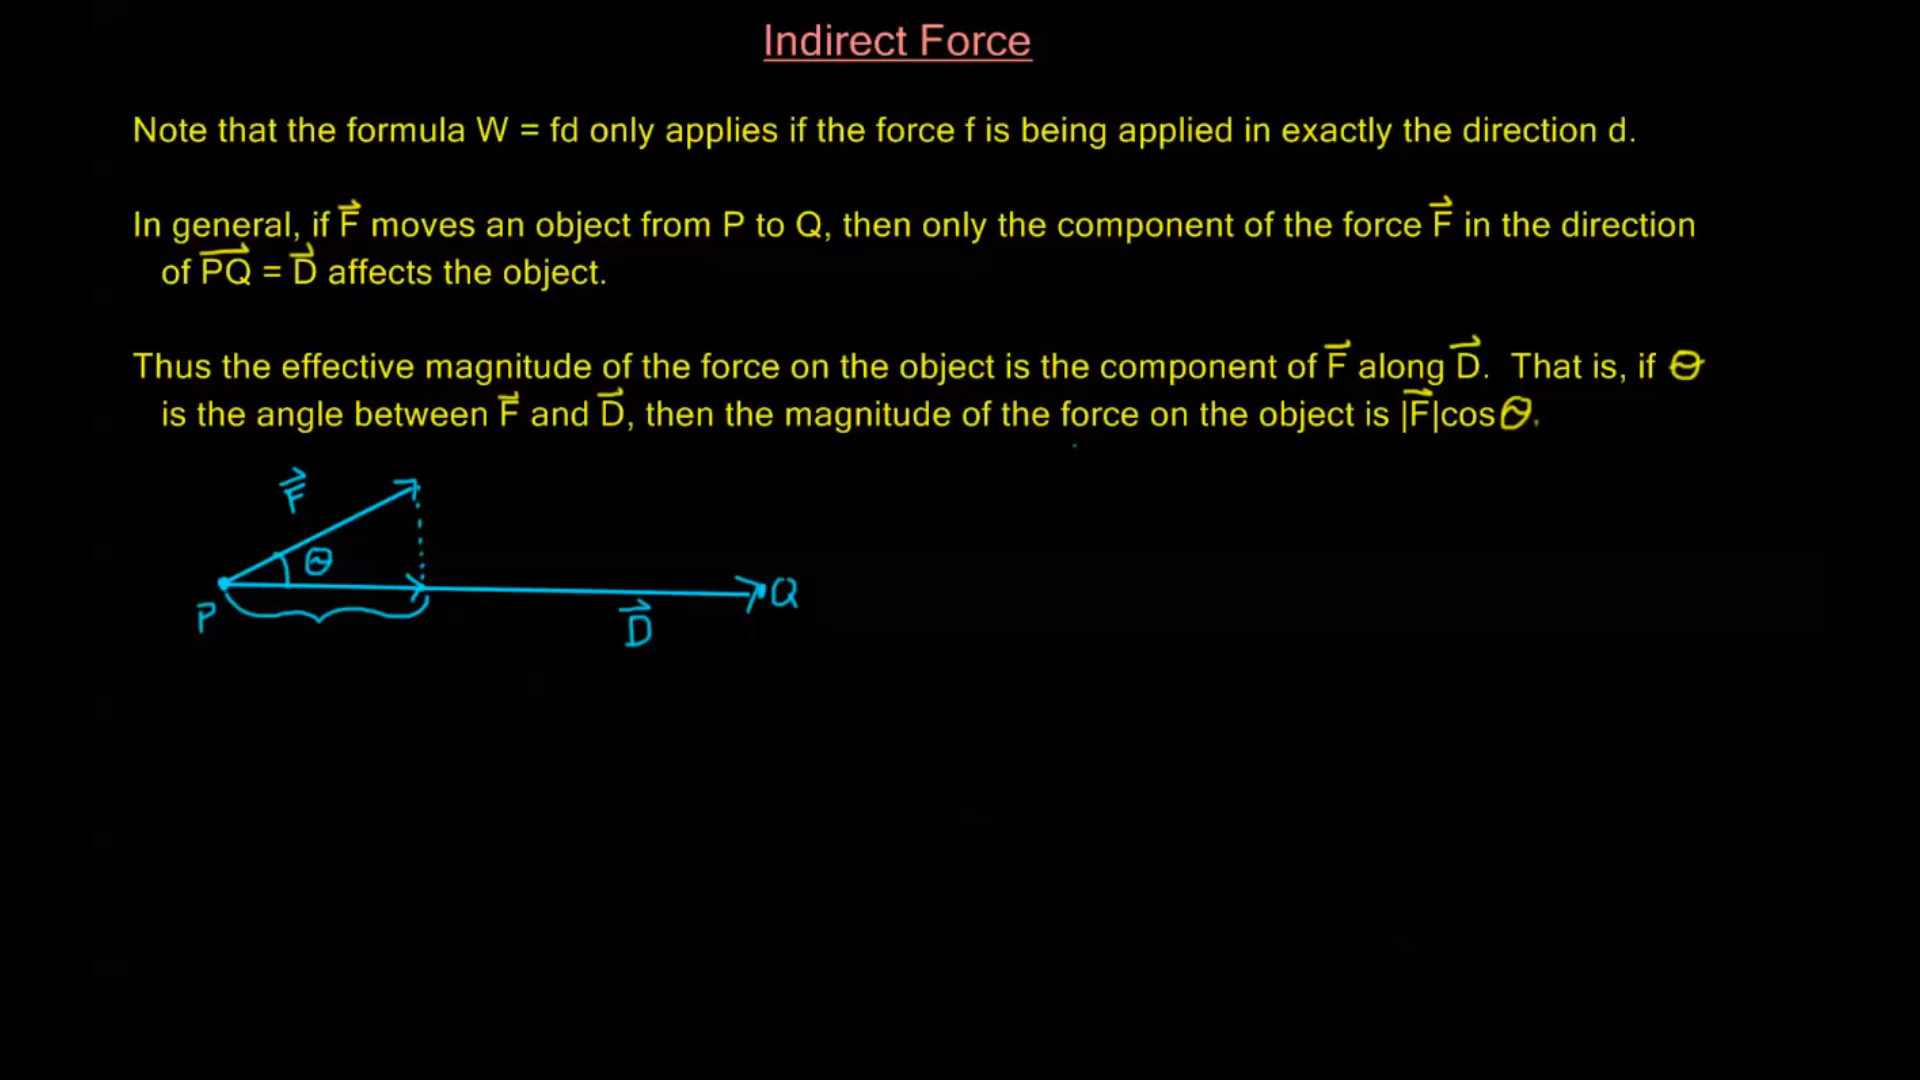 Indirect Force
Note that the formula W = fd only applies if the force f is being applied in exactly the direction d.
In general, if F⃗ moves an object from P to Q, then only the component of the force F⃗ in the direction
of P⃗Q⃗ = D⃗ affects the object.
Thus the effective magnitude of the force on the object is the component of F⃗ along D⃗. That is, if θ
is the angle between F⃗ and D⃗, then the magnitude of the force on the object is |F⃗|cosθ.
F⃗
θ
Q
P
D⃗